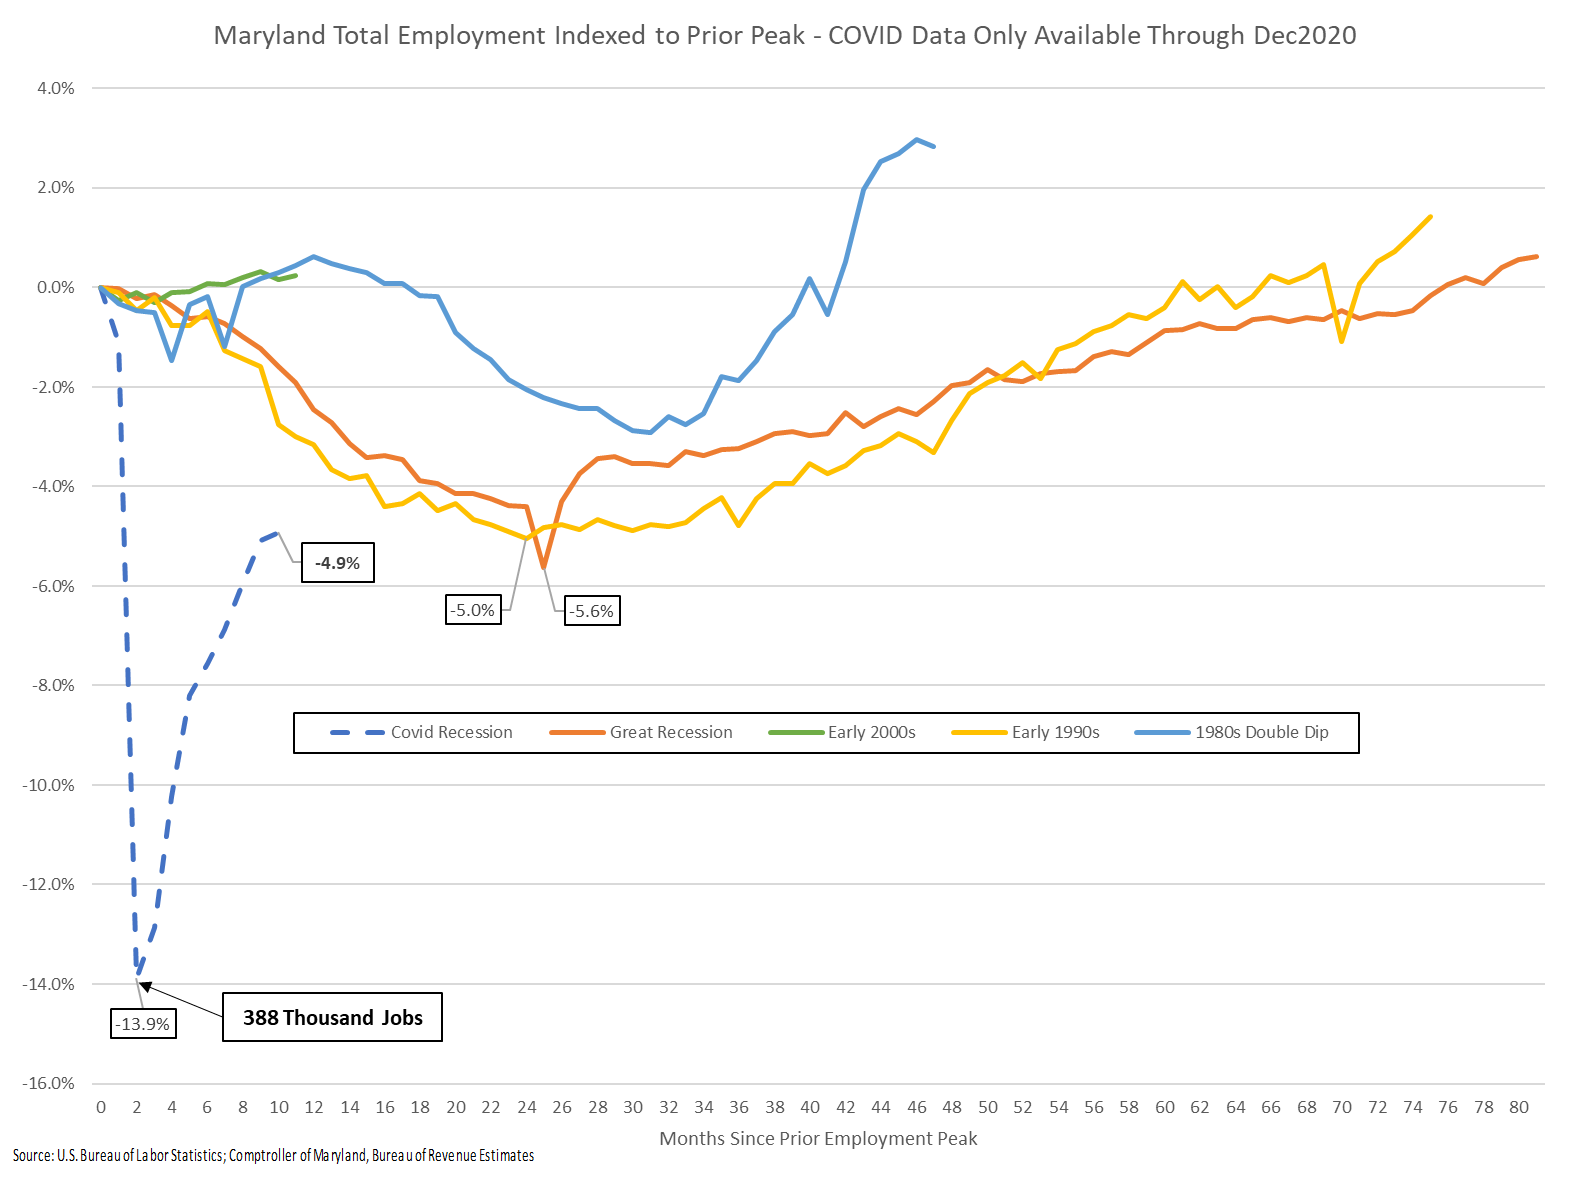 Maryland Total Employment Indexed to Prior Peak - COVID Data Only Available Through Dec2020
4.0%
2.0%
0.0%
-2.0%
-4.0%
-4.9%
-6.0%
-5.0%
-5.6%
-8.0%
Covid Recession Great Recession Early 2000s Early 1990s 1980s Double Dip
-10.0%
-12.0%
-14.0%
388 Thousand Jobs
-13.9%
-16.0%
0 2 4 6 8 10 12 14 16 18 20 22 24 26 28 30 32 34 36 38 40 42 44 46 48 50 52 54 56 58 60 62 64 66 68 70 72 74 76 78 80
Months Since Prior Employment Peak
Source: U.S. Bureau of Labor Statistics; Comptroller of Maryland, Bureau of Revenue Estimates